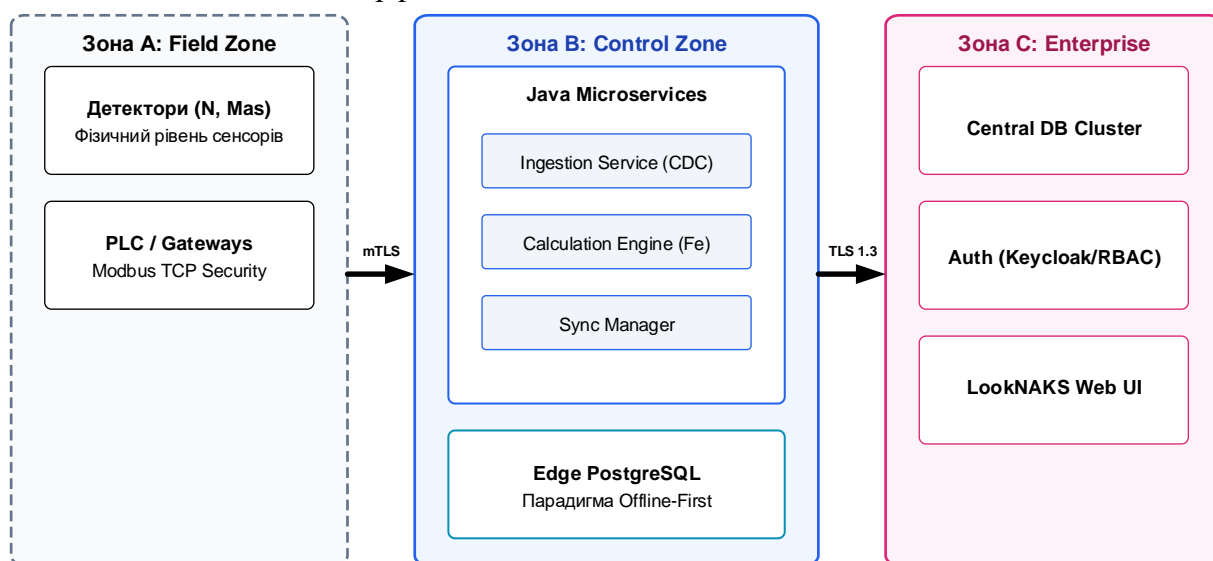 Зона A: Field Zone
Детектори (N, Mas)
Фізичний рівень сенсорів
PLC / Gateways
Modbus TCP Security
mTLS
Зона B: Control Zone
Java Microservices
Ingestion Service (CDC)
Calculation Engine (Fe)
Sync Manager
Edge PostgreSQL
Парадигма Offline-First
TLS 1.3
Зона C: Enterprise
Central DB Cluster
Auth (Keycloak/RBAC)
LookNAKS Web UI